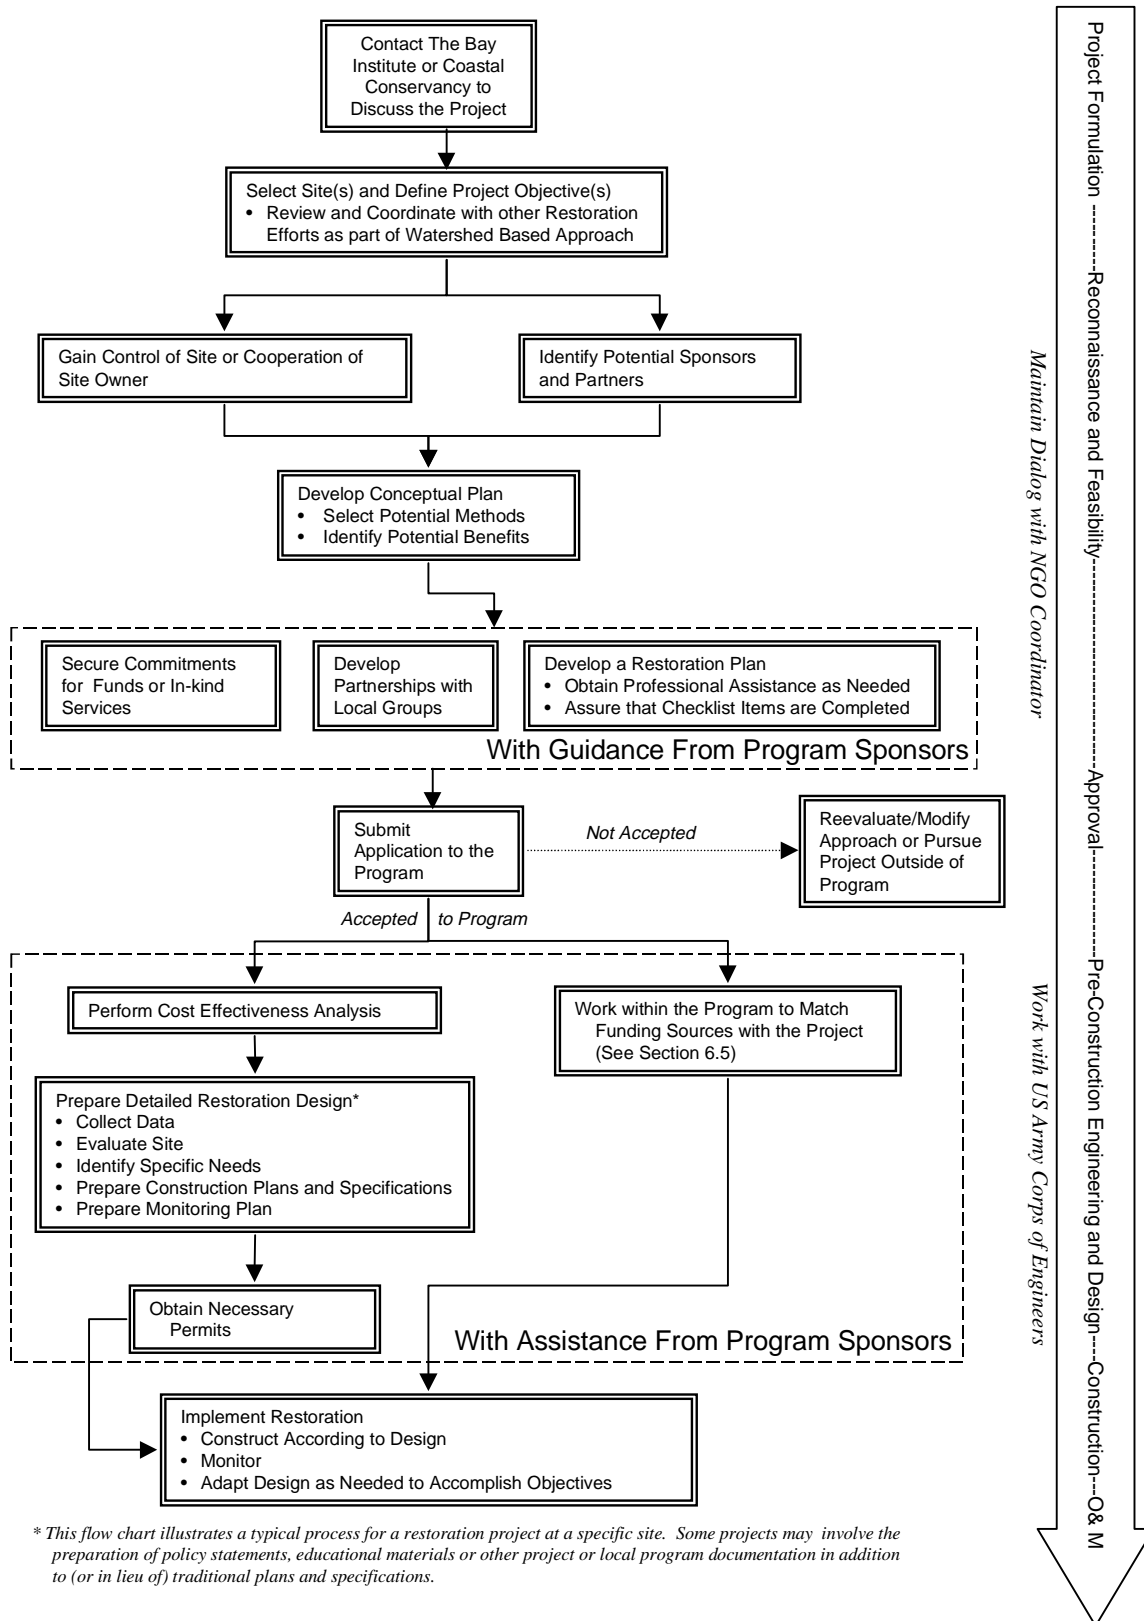 Contact The Bay
Institute or Coastal
Conservancy to
Discuss the Project
Select Site(s) and Define Project Objective(s)
• Review and Coordinate with other Restoration
Efforts as part of Watershed Based Approach
Gain Control of Site or Cooperation of
Site Owner
Identify Potential Sponsors
and Partners
Develop Conceptual Plan
• Select Potential Methods
• Identify Potential Benefits
Secure Commitments
for Funds or In-kind
Services
Develop
Partnerships with
Local Groups
Develop a Restoration Plan
• Obtain Professional Assistance as Needed
• Assure that Checklist Items are Completed
With Guidance From Program Sponsors
Submit
Application to the
Program
Not Accepted
Reevaluate/Modify
Approach or Pursue
Project Outside of
Program
Accepted to Program
Perform Cost Effectiveness Analysis
Work within the Program to Match
Funding Sources with the Project
(See Section 6.5)
Prepare Detailed Restoration Design*
• Collect Data
• Evaluate Site
• Identify Specific Needs
• Prepare Construction Plans and Specifications
• Prepare Monitoring Plan
Obtain Necessary
Permits
With Assistance From Program Sponsors
Implement Restoration
• Construct According to Design
• Monitor
• Adapt Design as Needed to Accomplish Objectives
* This flow chart illustrates a typical process for a restoration project at a specific site. Some projects may involve the
preparation of policy statements, educational materials or other project or local program documentation in addition
to (or in lieu of) traditional plans and specifications.
Maintain Dialog with NGO Coordinator
Work with US Army Corps of Engineers
Project Formulation ---------Reconnaissance and Feasibility--------------------------Approval--------------Pre-Construction Engineering and Design----Construction---O& M